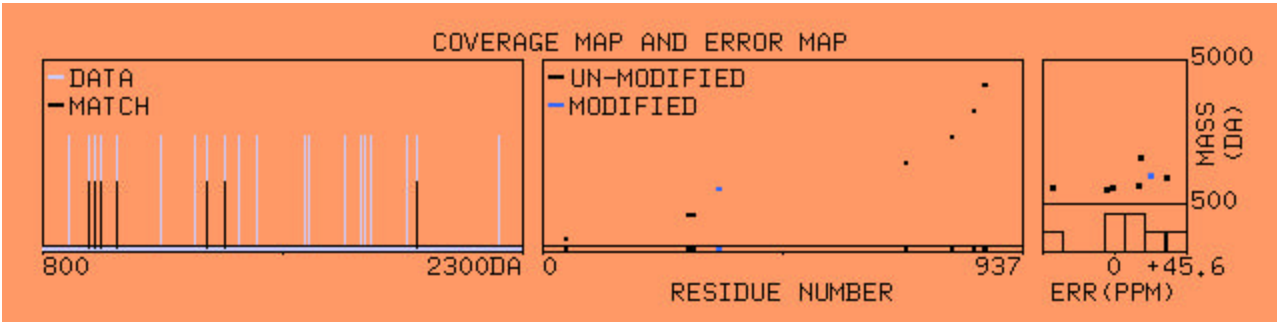 COVERAGE MAP AND ERROR MAP
DATA
MATCH
800
2300DA
UN-MODIFIED
MODIFIED
0
937
RESIDUE NUMBER
5000
MASS
(DA)
500
0
+45.6
ERR(PPM)